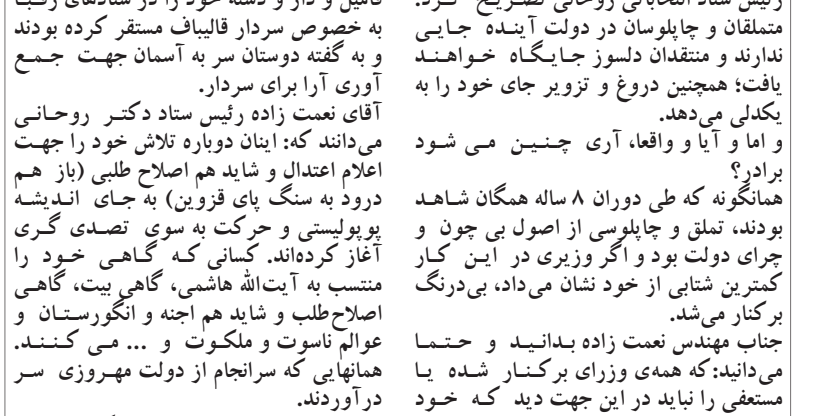 رئیس ستاد انتخاباتی روحانی تصریح کرد:
متملقان و چاپلوسان در دولت آینده جایی
ندارند و منتقدان دلسوز جایگاه خواهند
یافت؛ همچنین دروغ و تزویر جای خود را به
یکدلی می‌دهد.
و اما و آیا و واقعا، آری چنین می شود
برادر؟
همانگونه که طی دوران ۸ ساله همگان شاهد
بودند، تملق و چاپلوسی از اصول بی چون و
چرای دولت بود و اگر وزیری در این کار
کمترین شتابی از خود نشان می‌داد، بی‌درنگ
برکنار می‌شد.
جناب مهندس نعمت زاده بدانید و حتما
می‌دانید:که همه‌ی وزرای برکنار شده یا
مستعفی را نباید در این جهت دید که خود
فامیل و دار و دسته خود را در ستادهای رقبا
به خصوص سردار قالیباف مستقر کرده بودند
و به گفته دوستان سر به آسمان جهت جمع
آوری آرا برای سردار.
آقای نعمت زاده رئیس ستاد دکتر روحانی
می‌دانند که: اینان دوباره تلاش خود را جهت
اعلام اعتدال و شاید هم اصلاح طلبی (باز هم
درود به سنگ پای قزوین) به جای اندیشه
پوپولیستی و حرکت به سوی تصدی گری
آغاز کرده‌اند. کسانی که گاهی خود را
منتسب به آیت‌الله هاشمی، گاهی بیت، گاهی
اصلاح‌طلب و شاید هم اجنه و انگورستان و
عوالم ناسوت و ملکوت و ... می کنند.
همانهایی که سرانجام از دولت مهروزی سر
درآوردند.